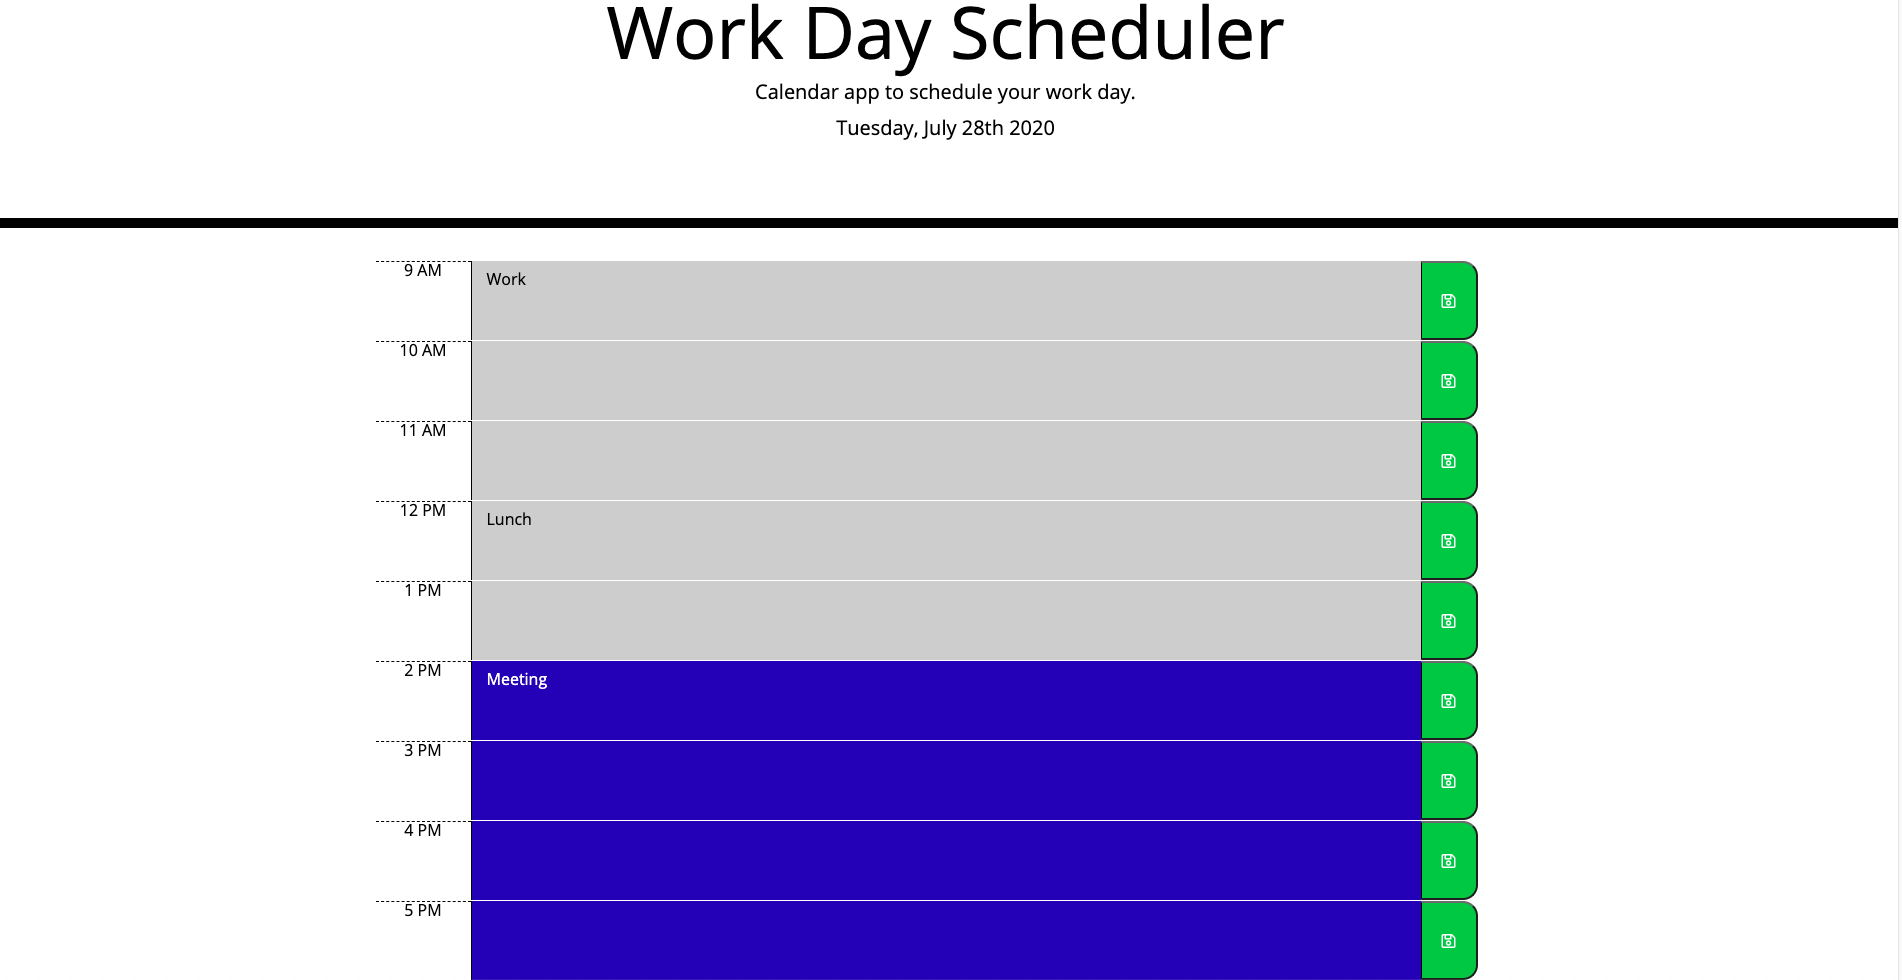 Work Day Scheduler
Calendar app to schedule your work day.
Tuesday, July 28th 2020
9 AM
Work
10 AM
11 AM
12 PM
Lunch
1 PM
2 PM
Meeting
3 PM
4 PM
5 PM